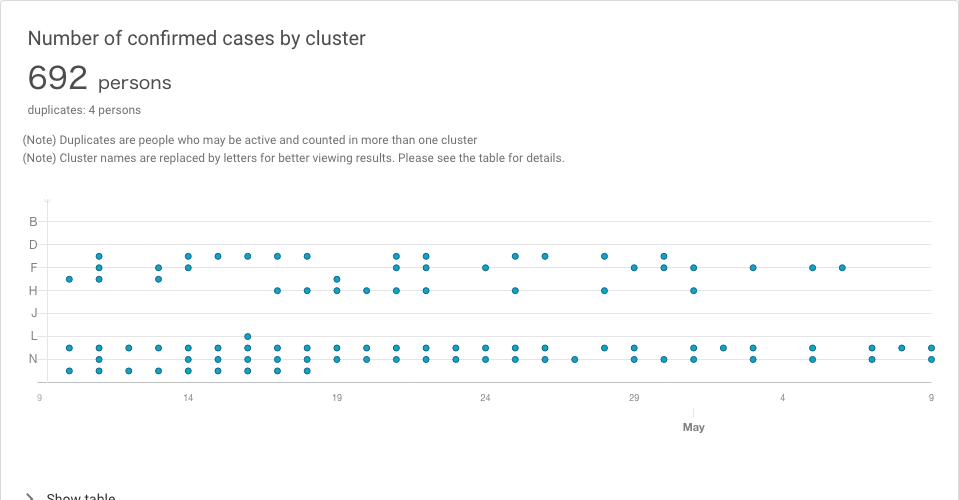 Number of confirmed cases by cluster
692 persons
duplicates: 4 persons
(Note) Duplicates are people who may be active and counted in more than one cluster
(Note) Cluster names are replaced by letters for better viewing results. Please see the table for details.
B
D
F
H
J
L
N
9 14 19 24 29 4 9
May
Show table